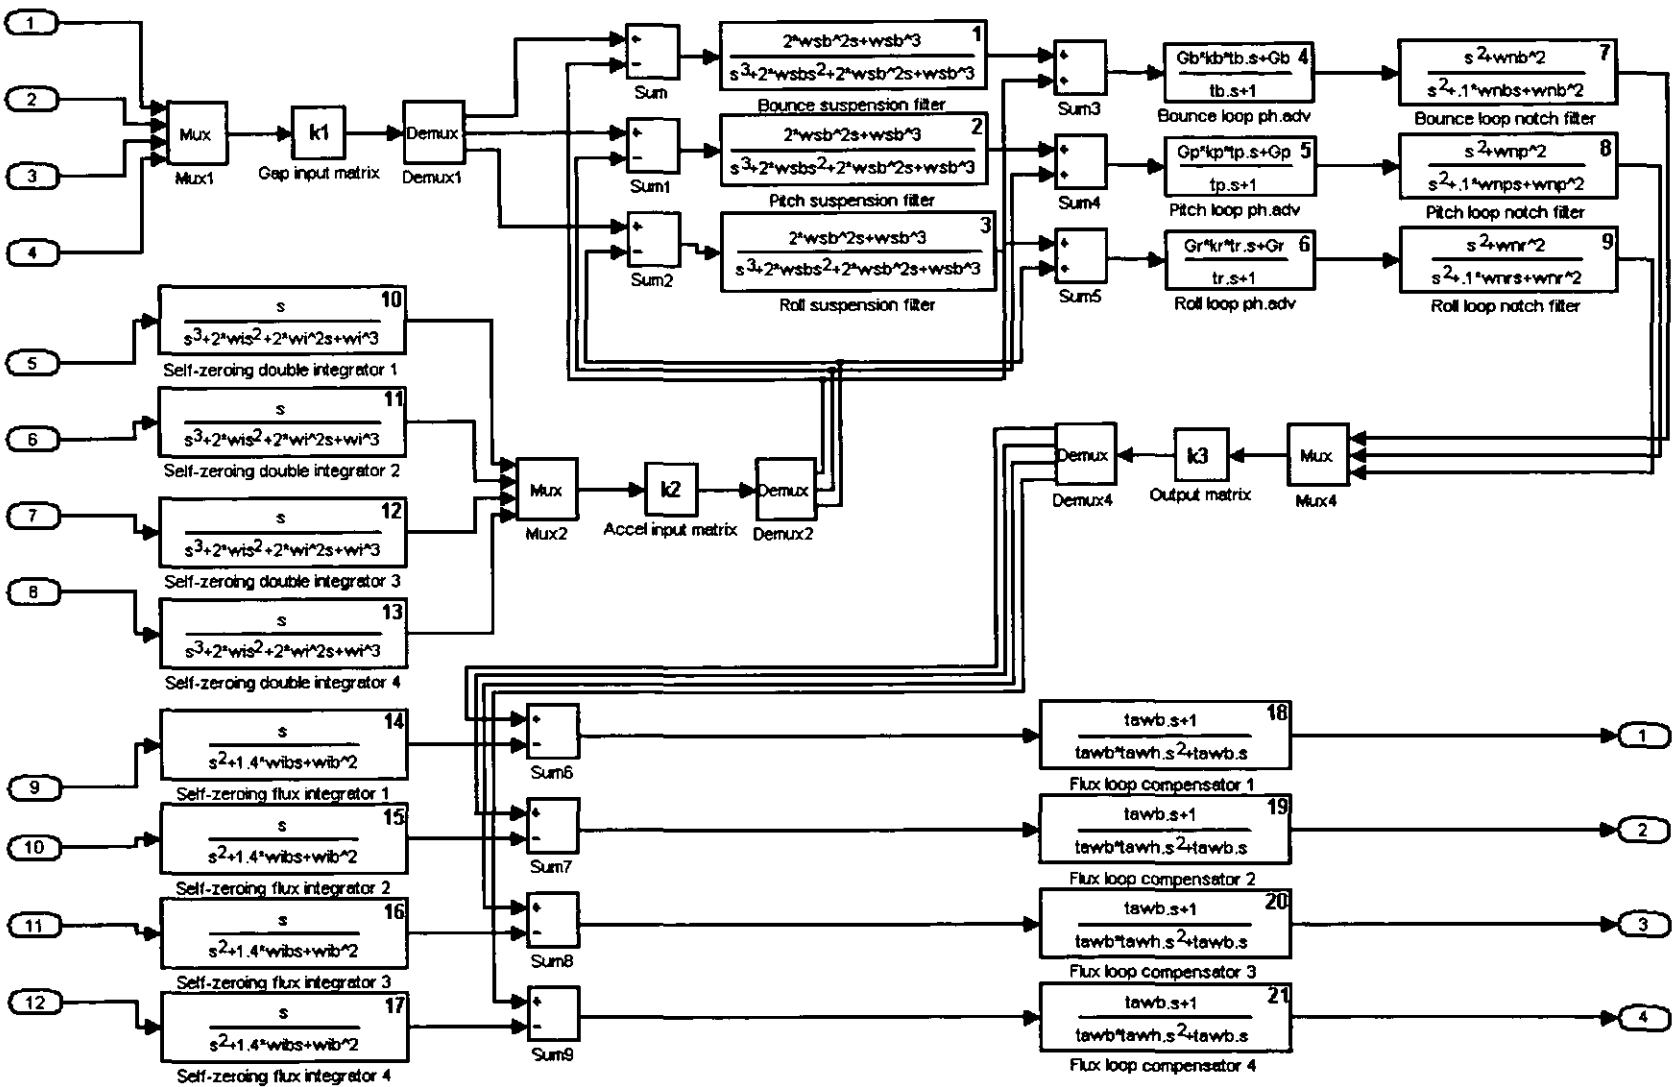 1
2
3
4
Mux
Mux1
k1
Gap input matrix
Demux
Demux1
+
−
Sum
+
−
Sum1
+
−
Sum2
1
2*wsb^2s+wsb^3
s3+2*wsbs2+2*wsb^2s+wsb^3
Bounce suspension filter
2
2*wsb^2s+wsb^3
s3+2*wsbs2+2*wsb^2s+wsb^3
Pitch suspension filter
3
2*wsb^2s+wsb^3
s3+2*wsbs2+2*wsb^2s+wsb^3
Roll suspension filter
+
+
Sum3
+
+
Sum4
+
+
Sum5
Gb*kb*tb.s+Gb 4
tb.s+1
Bounce loop ph.adv
Gp*kp*tp.s+Gp 5
tp.s+1
Pitch loop ph.adv
Gr*kr*tr.s+Gr 6
tr.s+1
Roll loop ph.adv
s2+wnb^2 7
s2+.1*wnbs+wnb^2
Bounce loop notch filter
s2+wnp^2 8
s2+.1*wnps+wnp^2
Pitch loop notch filter
s2+wnr^2 9
s2+.1*wnrs+wnr^2
Roll loop notch filter
5
6
7
8
10
s
s3+2*wis2+2*wi^2s+wi^3
Self-zeroing double integrator 1
11
s
s3+2*wis2+2*wi^2s+wi^3
Self-zeroing double integrator 2
12
s
s3+2*wis2+2*wi^2s+wi^3
Self-zeroing double integrator 3
13
s
s3+2*wis2+2*wi^2s+wi^3
Self-zeroing double integrator 4
Mux
Mux2
k2
Accel input matrix
Demux
Demux2
Demux
Demux4
k3
Output matrix
Mux
Mux4
9
10
11
12
14
s
s2+1.4*wibs+wib^2
Self-zeroing flux integrator 1
15
s
s2+1.4*wibs+wib^2
Self-zeroing flux integrator 2
16
s
s2+1.4*wibs+wib^2
Self-zeroing flux integrator 3
17
s
s2+1.4*wibs+wib^2
Self-zeroing flux integrator 4
+
−
Sum6
+
−
Sum7
+
−
Sum8
+
−
Sum9
tawb.s+1 18
tawb*tawh.s2+tawb.s
Flux loop compensator 1
tawb.s+1 19
tawb*tawh.s2+tawb.s
Flux loop compensator 2
tawb.s+1 20
tawb*tawh.s2+tawb.s
Flux loop compensator 3
tawb.s+1 21
tawb*tawh.s2+tawb.s
Flux loop compensator 4
1
2
3
4